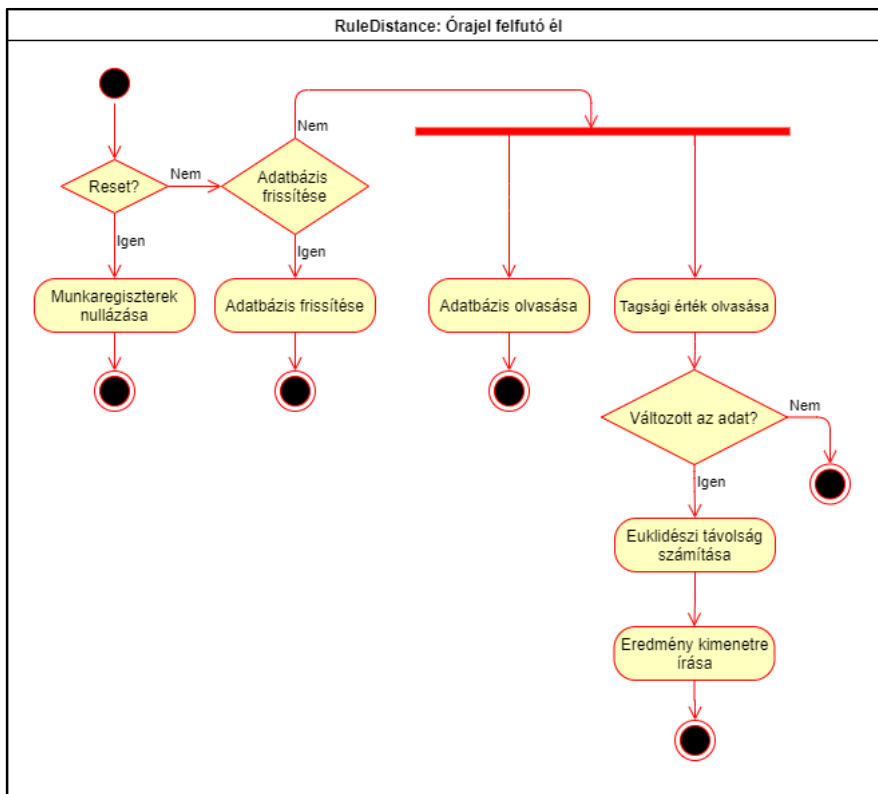 RuleDistance: Órajel felfutó él
Nem
Reset?
Nem
Adatbázis
frissítése
Igen
Igen
Munkaregiszterek
nullázása
Adatbázis frissítése
Adatbázis olvasása
Tagsági érték olvasása
Változott az adat?
Nem
Igen
Euklidészi távolság
számítása
Eredmény kimenetre
írása